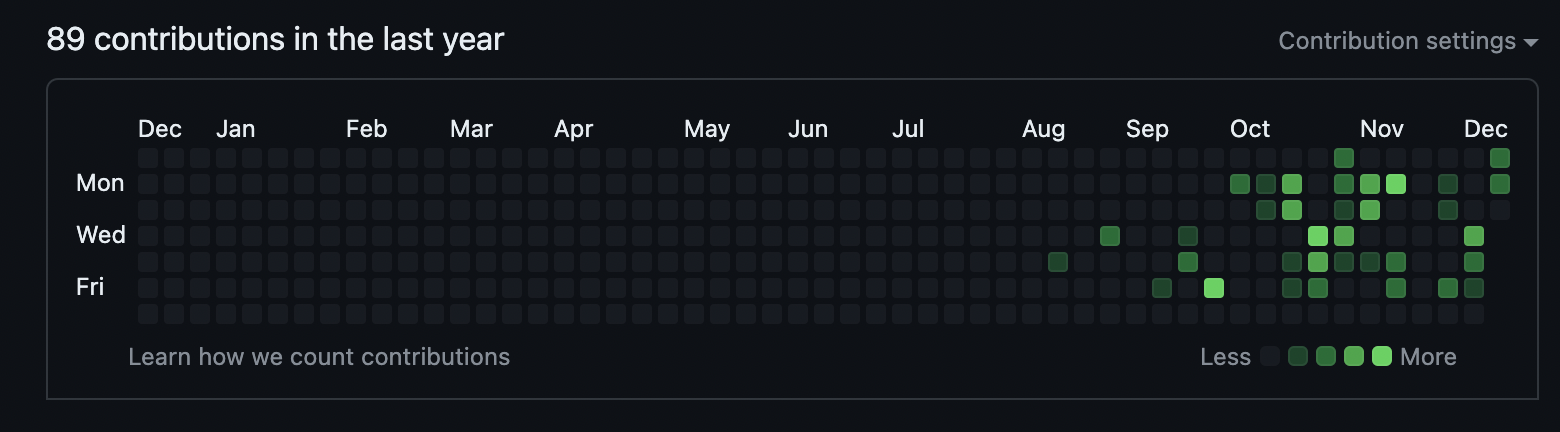 89 contributions in the last year
Contribution settings
Dec Jan Feb Mar Apr May Jun Jul Aug Sep Oct Nov Dec
Mon
Wed
Fri
Learn how we count contributions
Less More